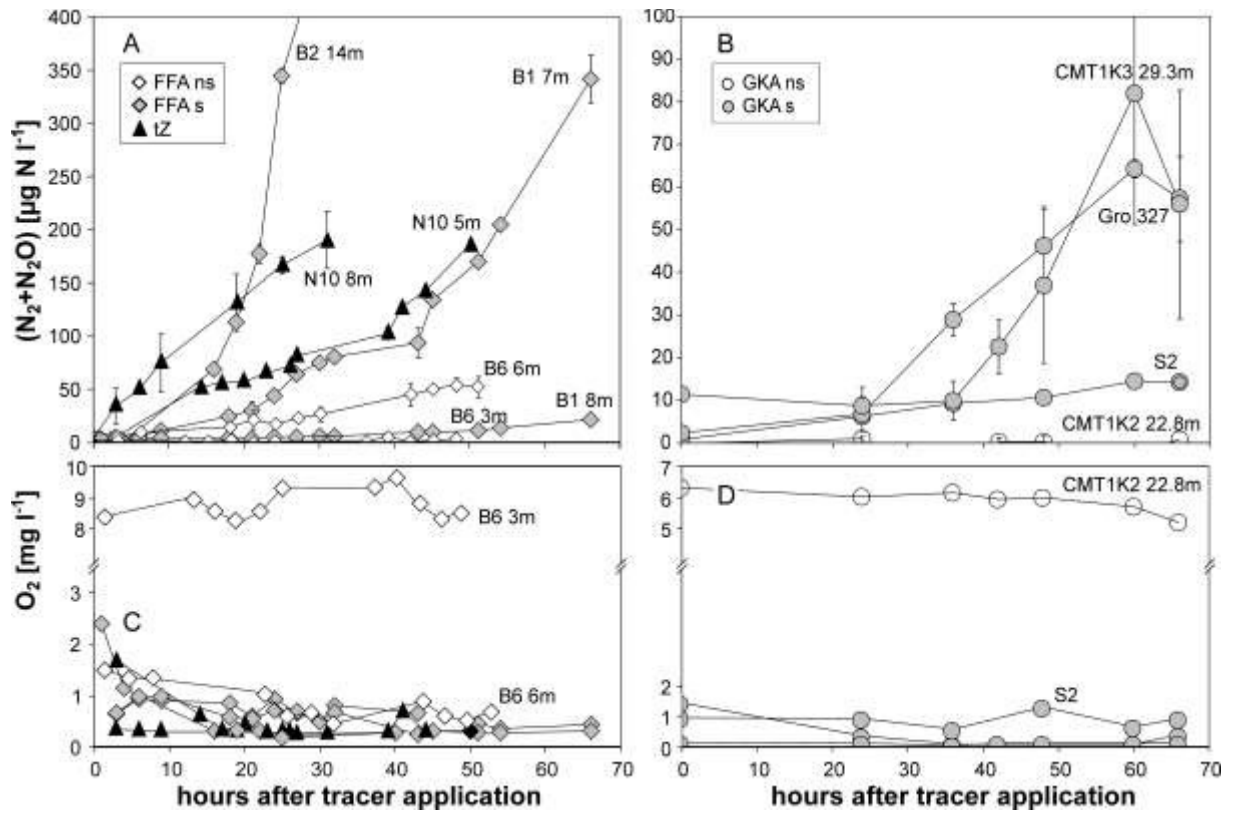 400
350
300
250
200
150
100
50
0
(N₂+N₂O) [µg N l⁻¹]
A
FFA ns
FFA s
tZ
B2 14m
B1 7m
N10 5m
N10 8m
B6 6m
B6 3m
B1 8m
100
90
80
70
60
50
40
30
20
10
0
B
GKA ns
GKA s
CMT1K3 29.3m
Gro 327
S2
CMT1K2 22.8m
10
9
8
3
2
1
0
O₂ [mg l⁻¹]
C
B6 3m
B6 6m
0 10 20 30 40 50 60 70
hours after tracer application
7
6
5
2
1
0
D
CMT1K2 22.8m
S2
0 10 20 30 40 50 60 70
hours after tracer application